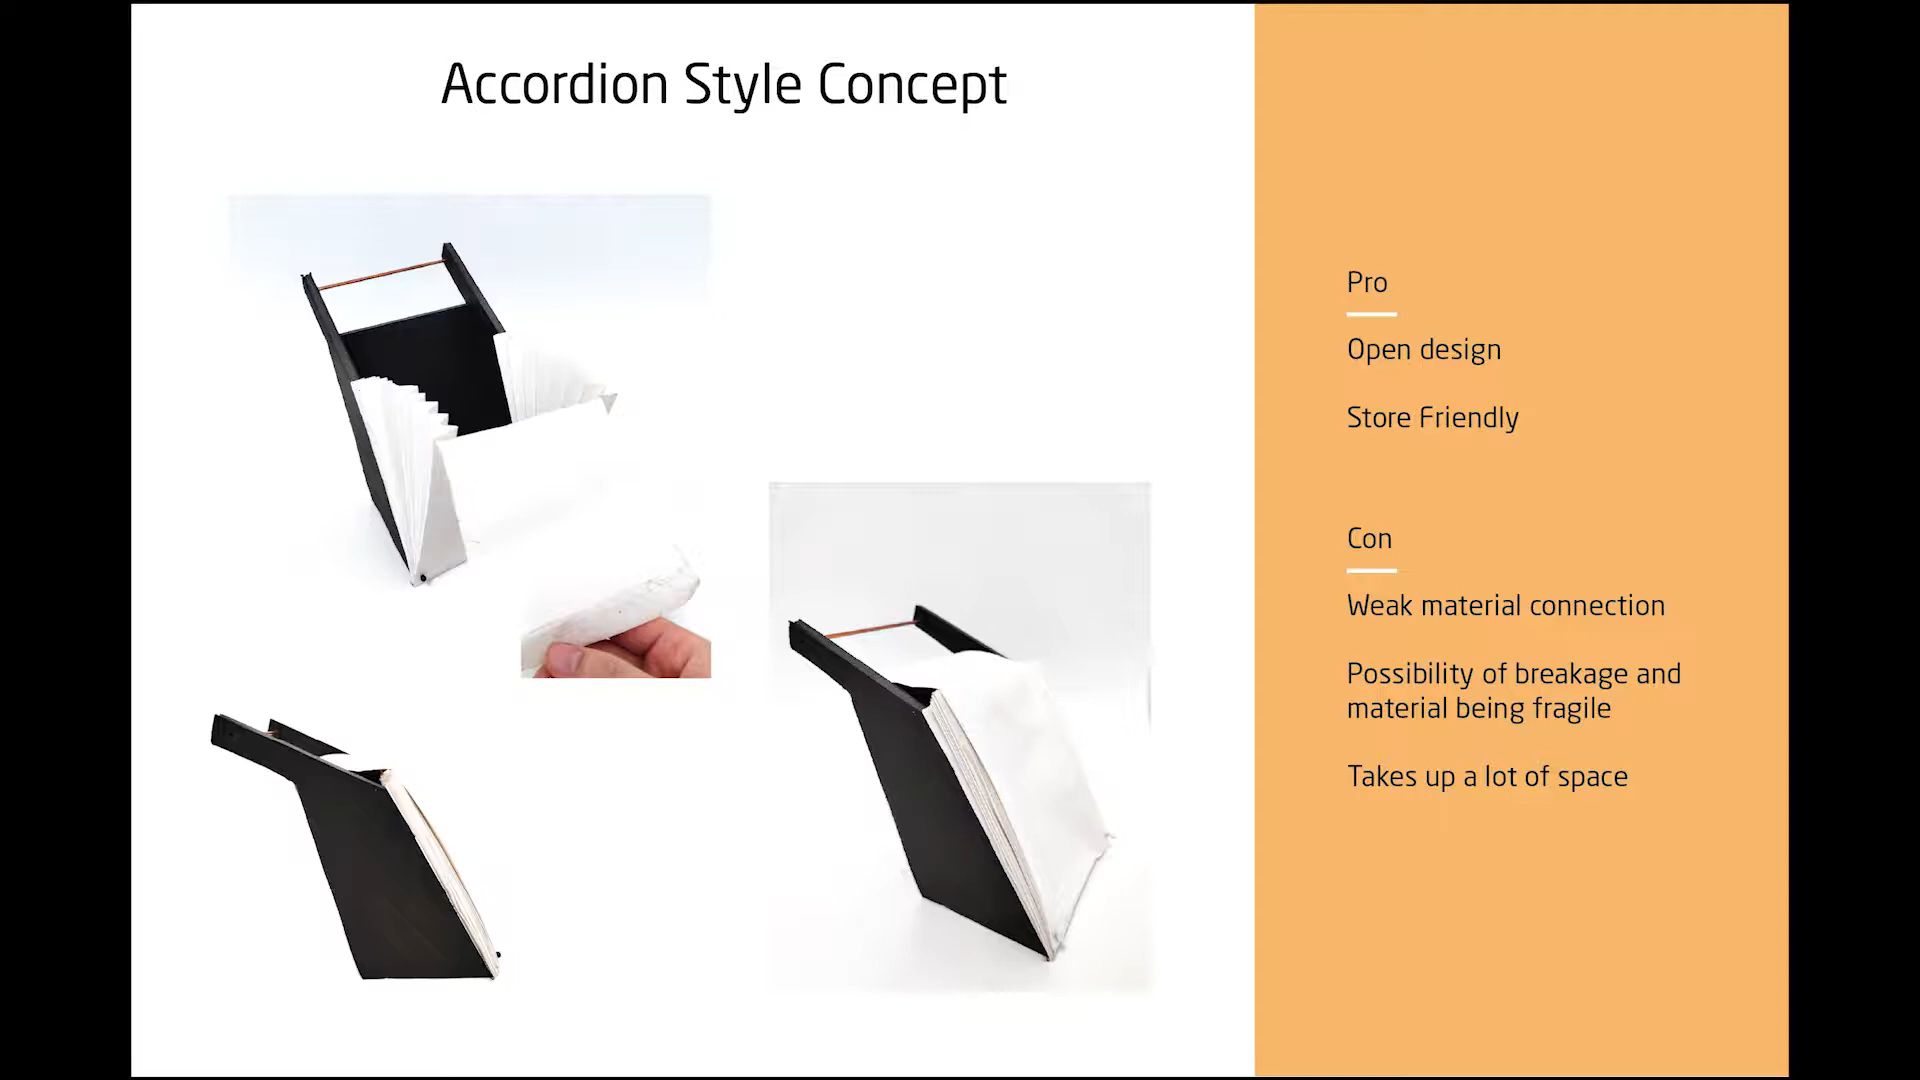 Accordion Style Concept
Pro
Open design
Store Friendly
Con
Weak material connection
Possibility of breakage and
material being fragile
Takes up a lot of space